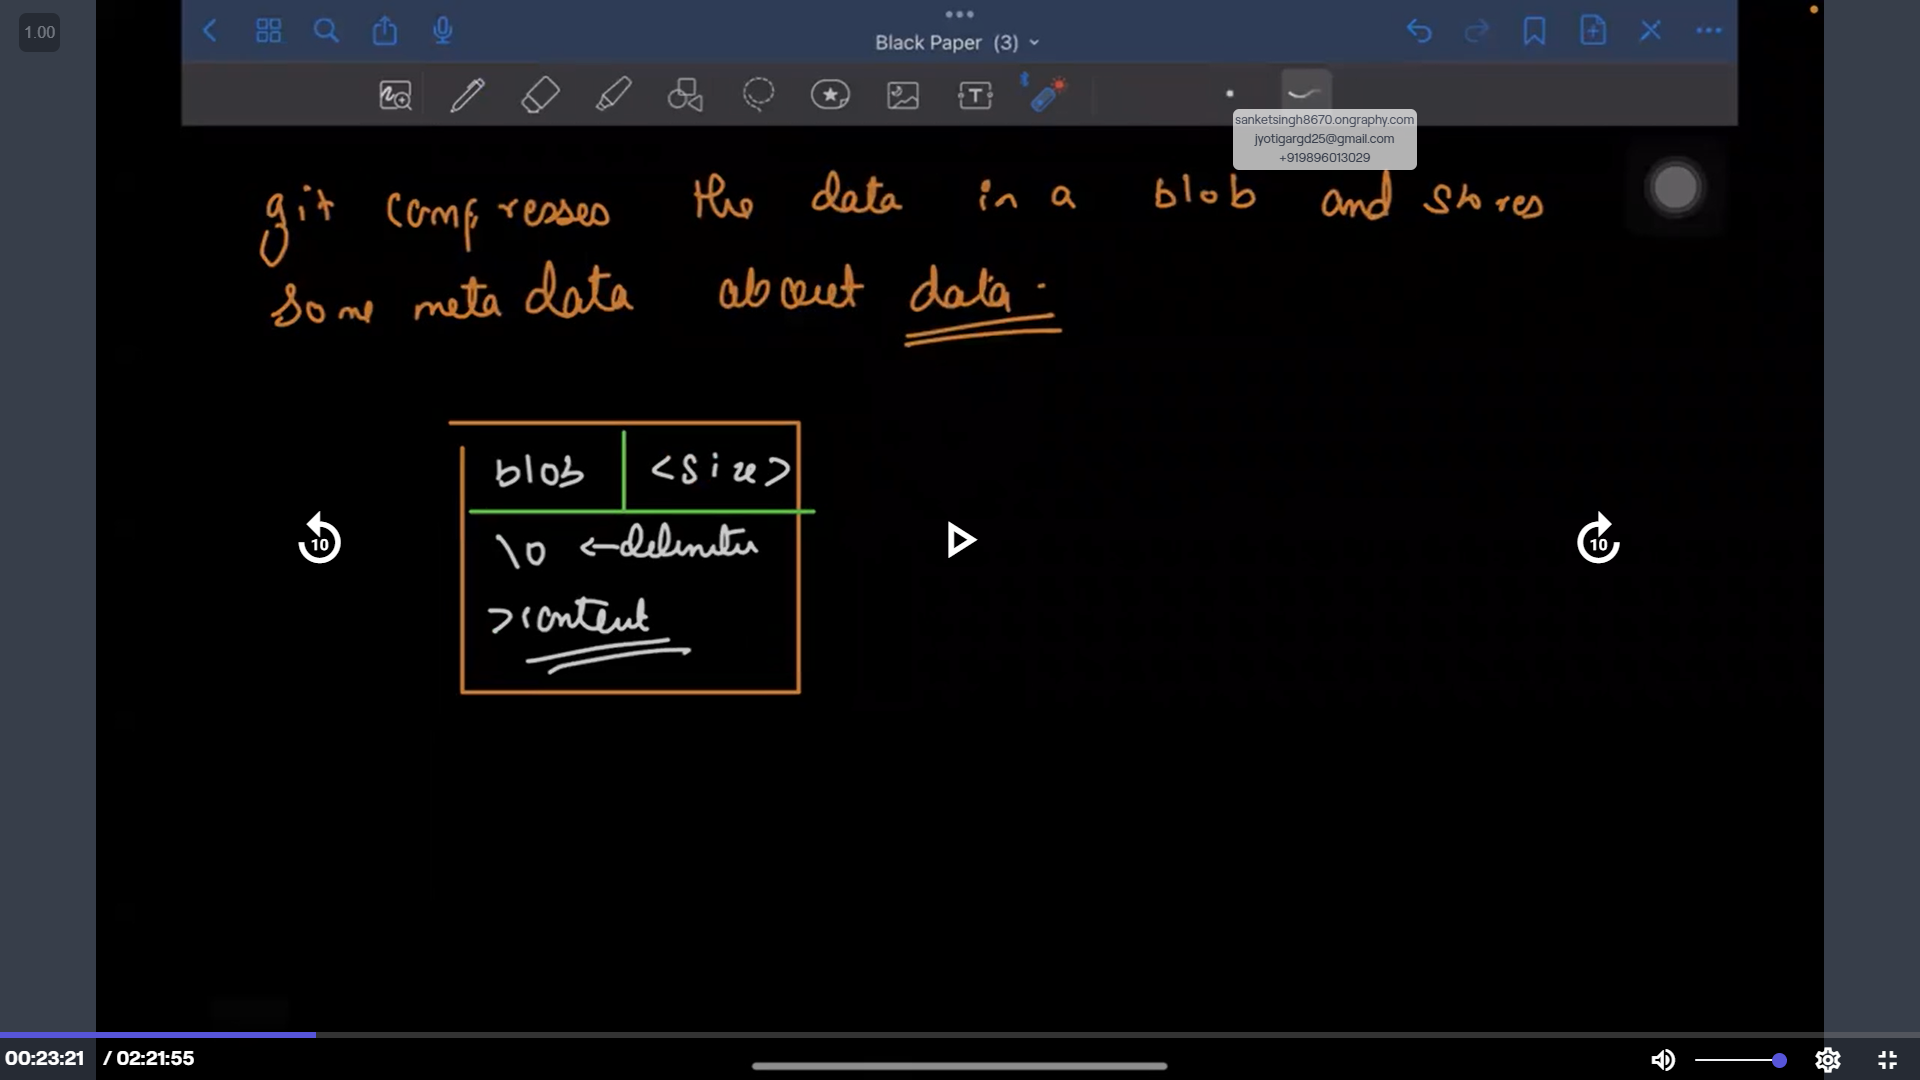 1.00
Black Paper (3)
T
sanketsingh8670.ongraphy.com
jyotigargd25@gmail.com
+919896013029
git compresses the data in a blob and stores
some meta data about data.
blob <size>
\0 ←delimiter
>content
10
10
00:23:21 / 02:21:55